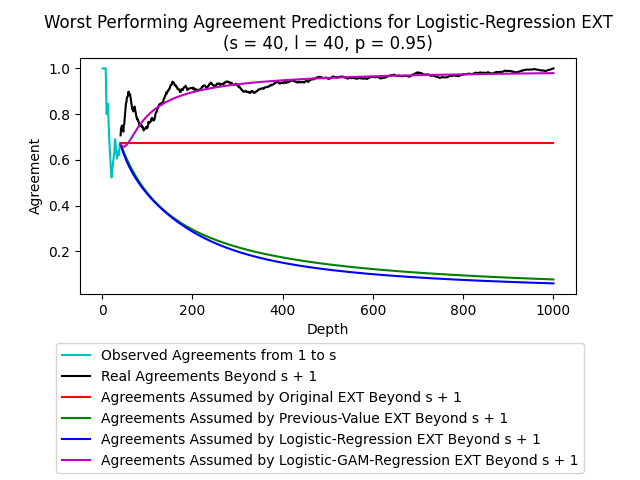 Worst Performing Agreement Predictions for Logistic-Regression EXT
(s = 40, l = 40, p = 0.95)
1.0
0.8
0.6
0.4
0.2
Agreement
0 200 400 600 800 1000
Depth
Observed Agreements from 1 to s
Real Agreements Beyond s + 1
Agreements Assumed by Original EXT Beyond s + 1
Agreements Assumed by Previous-Value EXT Beyond s + 1
Agreements Assumed by Logistic-Regression EXT Beyond s + 1
Agreements Assumed by Logistic-GAM-Regression EXT Beyond s + 1